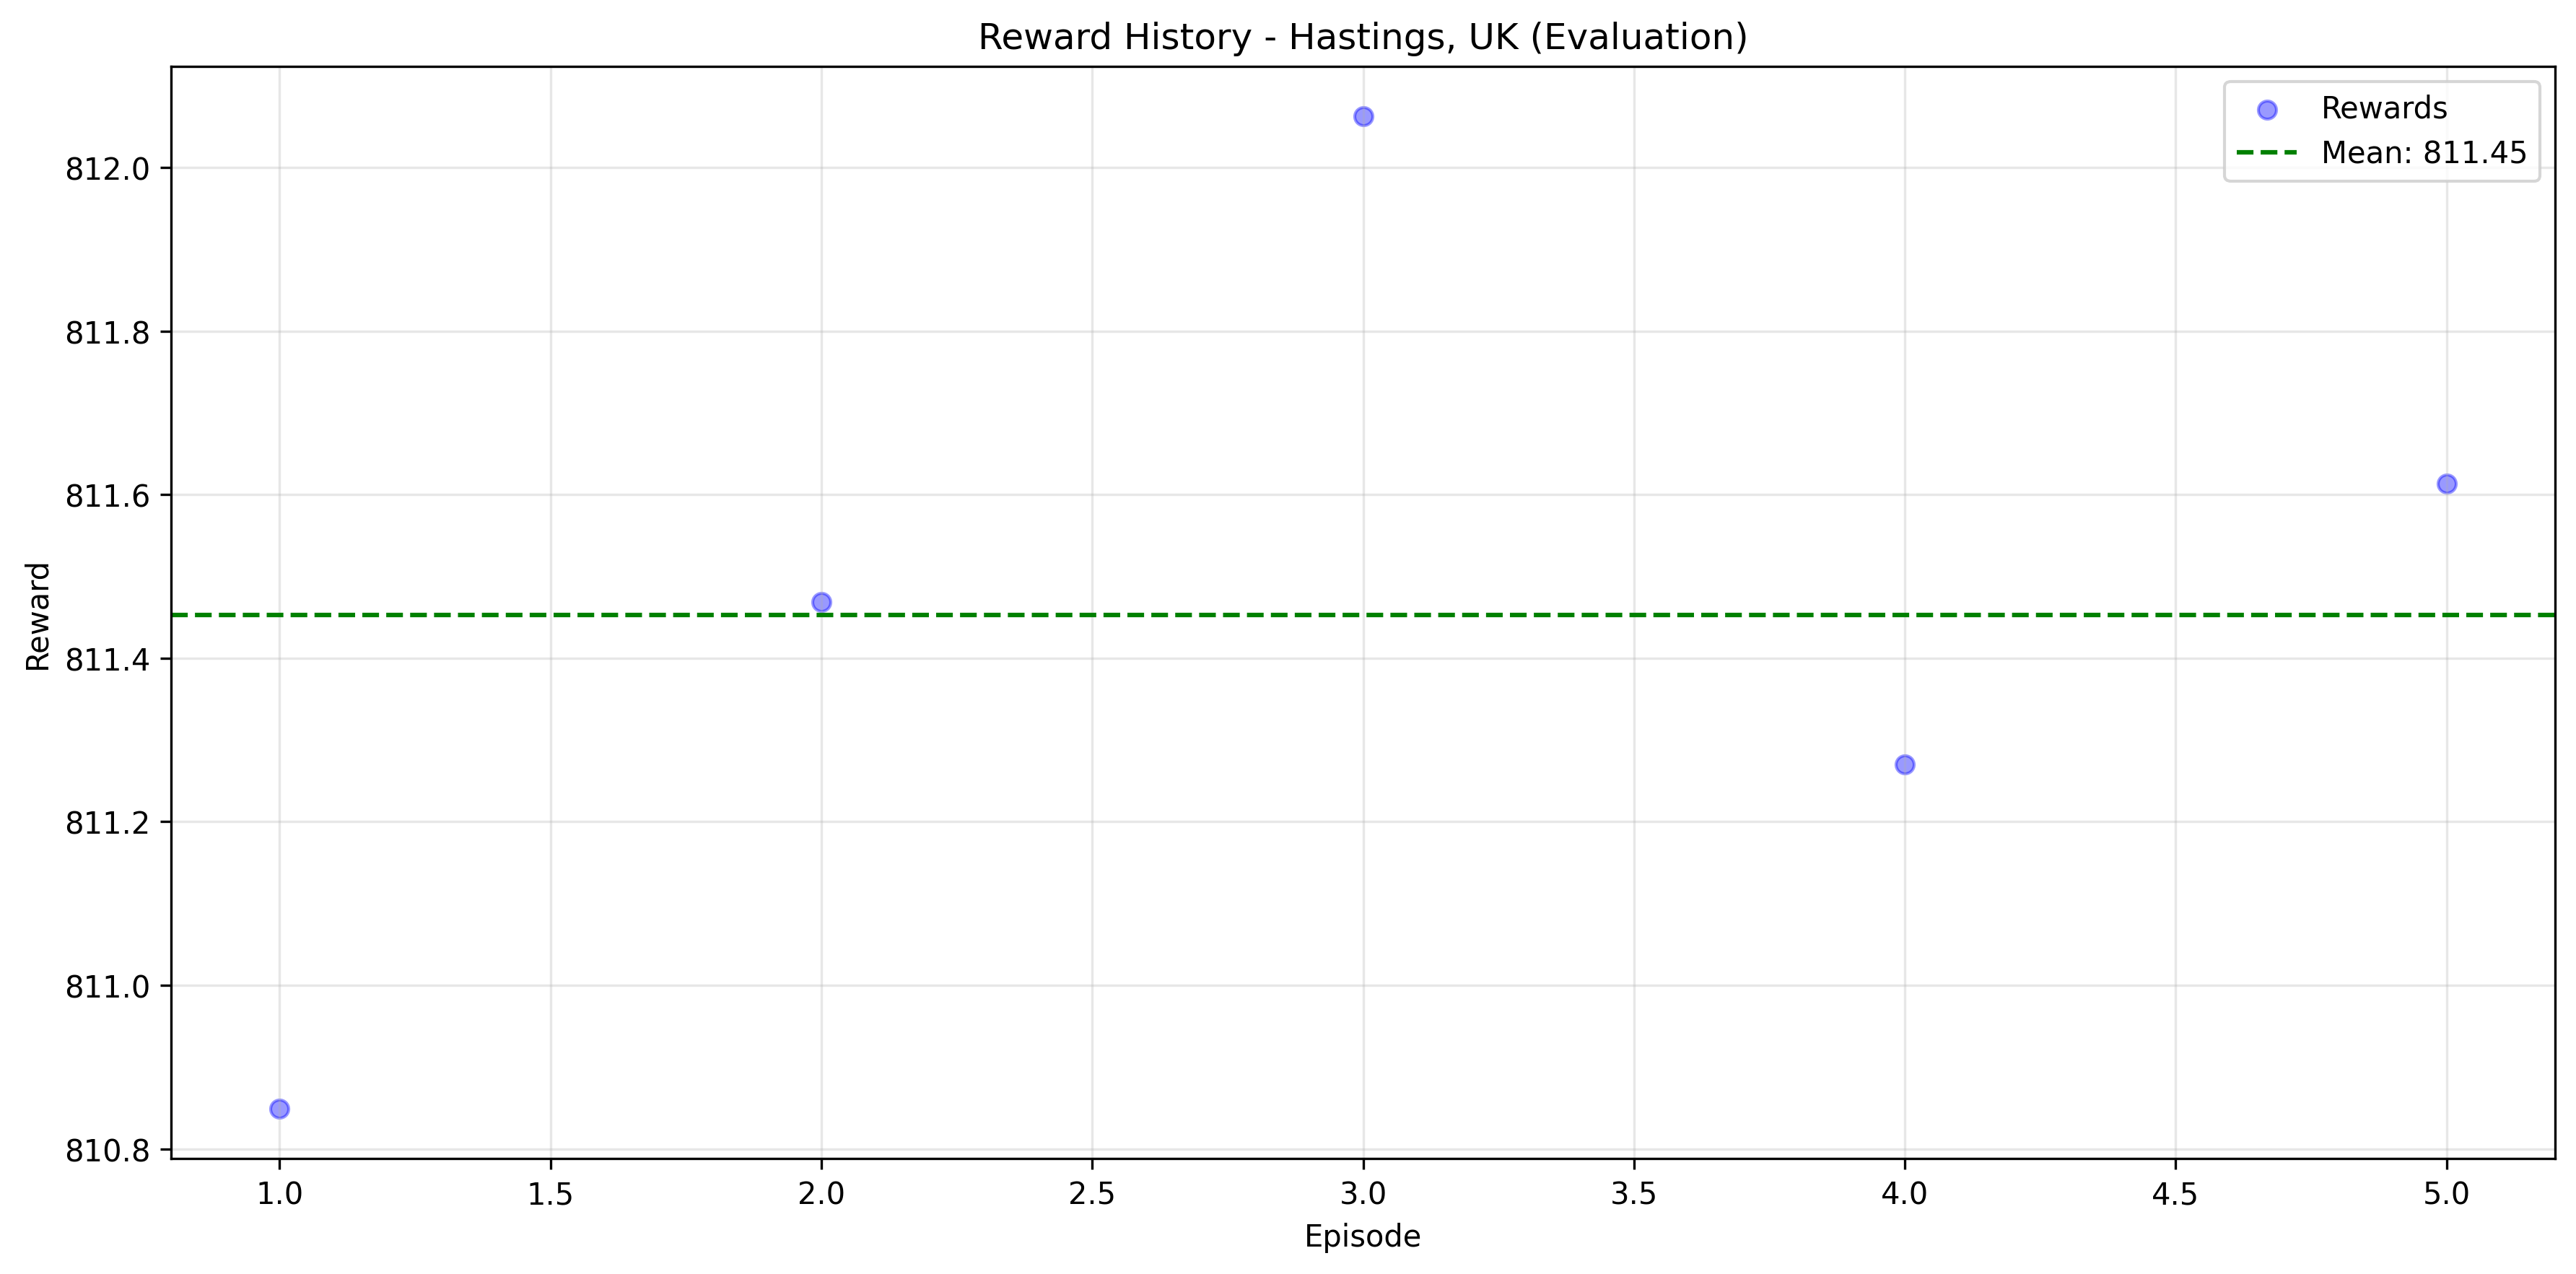 Reward History - Hastings, UK (Evaluation)
Rewards
Mean: 811.45
812.0
811.8
811.6
811.4
811.2
811.0
810.8
Reward
1.0 1.5 2.0 2.5 3.0 3.5 4.0 4.5 5.0
Episode